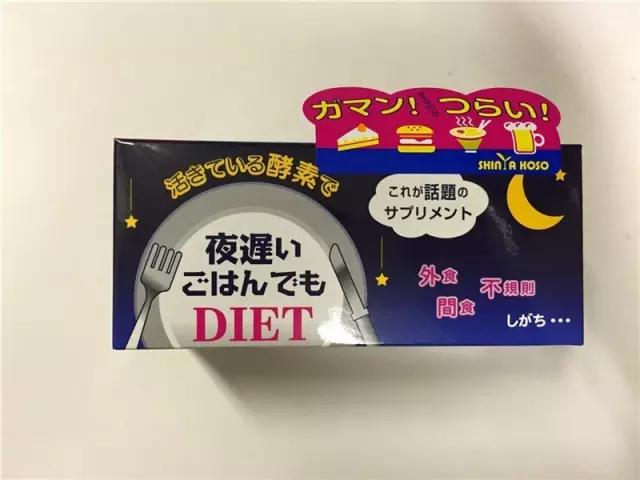 ガマン! つらい!
SHINYA KOSO
活きている酵素で
夜遅い
ごはんでも
DIET
これが話題の
サプリメント
外食
間食
不規則
しがち・・・